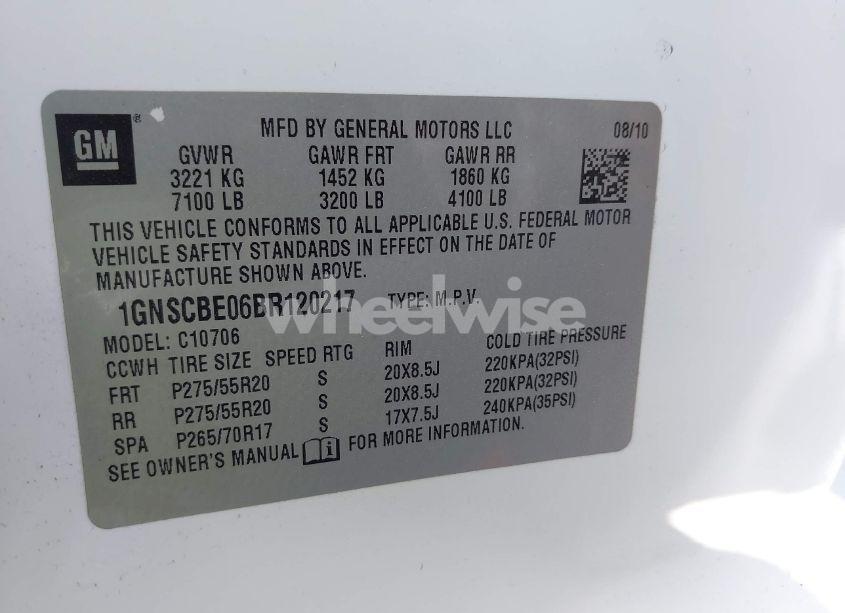 GM ®
MFD BY GENERAL MOTORS LLC 08/10
GVWR GAWR FRT GAWR RR
3221 KG 1452 KG 1860 KG
7100 LB 3200 LB 4100 LB
THIS VEHICLE CONFORMS TO ALL APPLICABLE U.S. FEDERAL MOTOR
VEHICLE SAFETY STANDARDS IN EFFECT ON THE DATE OF
MANUFACTURE SHOWN ABOVE.
1GNSCBE06BR120217 TYPE: M.P.V.
wheelwise
MODEL: C10706
CCWH TIRE SIZE SPEED RTG RIM COLD TIRE PRESSURE
FRT P275/55R20 S 20X8.5J 220KPA(32PSI)
RR P275/55R20 S 20X8.5J 220KPA(32PSI)
SPA P265/70R17 S 17X7.5J 240KPA(35PSI)
SEE OWNER'S MANUAL FOR MORE INFORMATION.